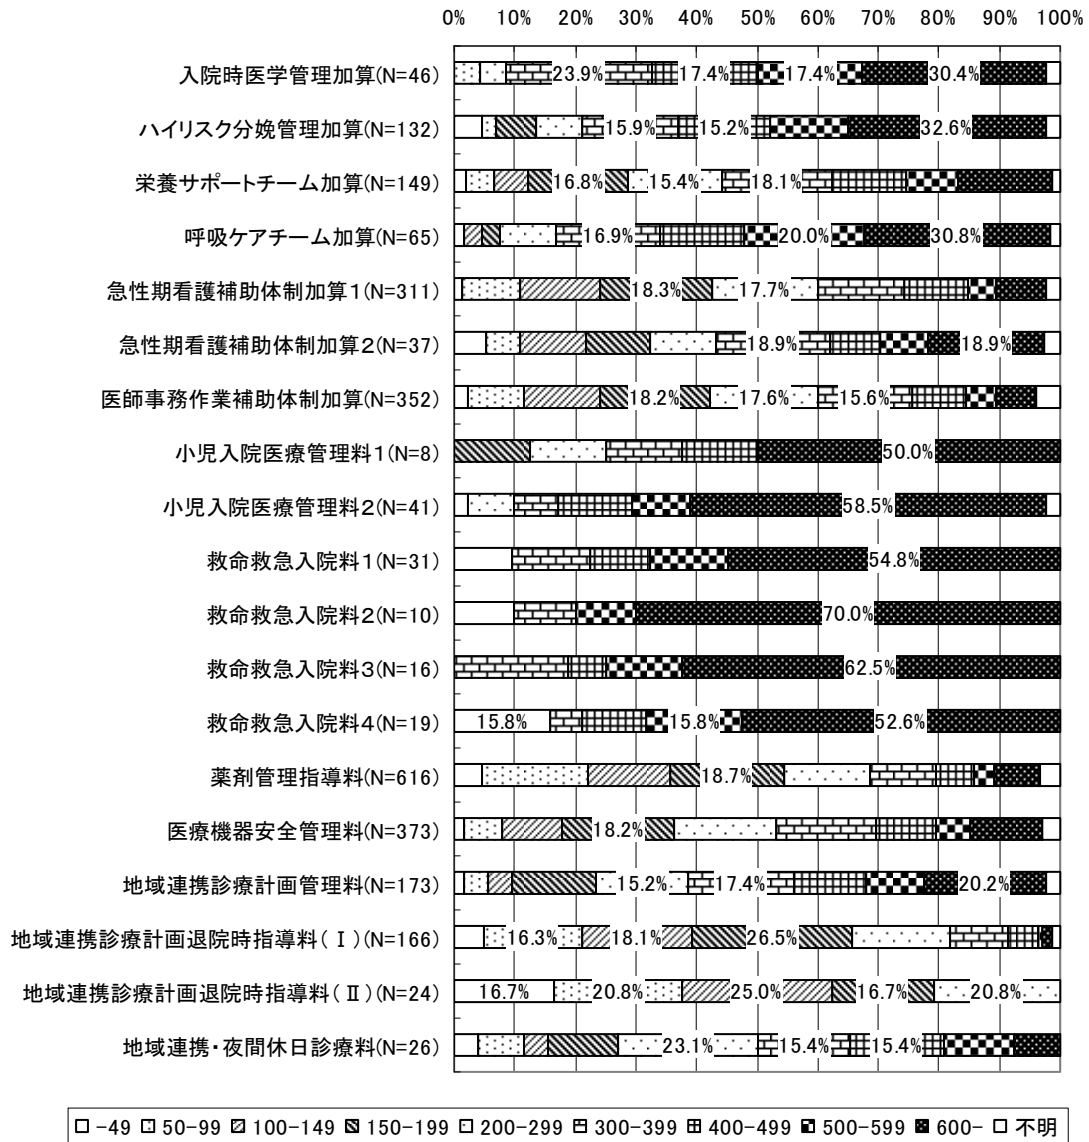 0% 10% 20% 30% 40% 50% 60% 70% 80% 90% 100%
入院時医学管理加算(N=46) 23.9% 17.4% 17.4% 30.4%
ハイリスク分娩管理加算(N=132) 15.9% 15.2% 32.6%
栄養サポートチーム加算(N=149) 16.8% 15.4% 18.1%
呼吸ケアチーム加算(N=65) 16.9% 20.0% 30.8%
急性期看護補助体制加算1(N=311) 18.3% 17.7%
急性期看護補助体制加算2(N=37) 18.9% 18.9%
医師事務作業補助体制加算(N=352) 18.2% 17.6% 15.6%
小児入院医療管理料1(N=8) 50.0%
小児入院医療管理料2(N=41) 58.5%
救命救急入院料1(N=31) 54.8%
救命救急入院料2(N=10) 70.0%
救命救急入院料3(N=16) 62.5%
救命救急入院料4(N=19) 15.8% 15.8% 52.6%
薬剤管理指導料(N=616) 18.7%
医療機器安全管理料(N=373) 18.2%
地域連携診療計画管理料(N=173) 15.2% 17.4% 20.2%
地域連携診療計画退院時指導料(Ⅰ)(N=166) 16.3% 18.1% 26.5%
地域連携診療計画退院時指導料(Ⅱ)(N=24) 16.7% 20.8% 25.0% 16.7% 20.8%
地域連携・夜間休日診療料(N=26) 23.1% 15.4% 15.4%
-49 50-99 100-149 150-199 200-299 300-399 400-499 500-599 600- 不明